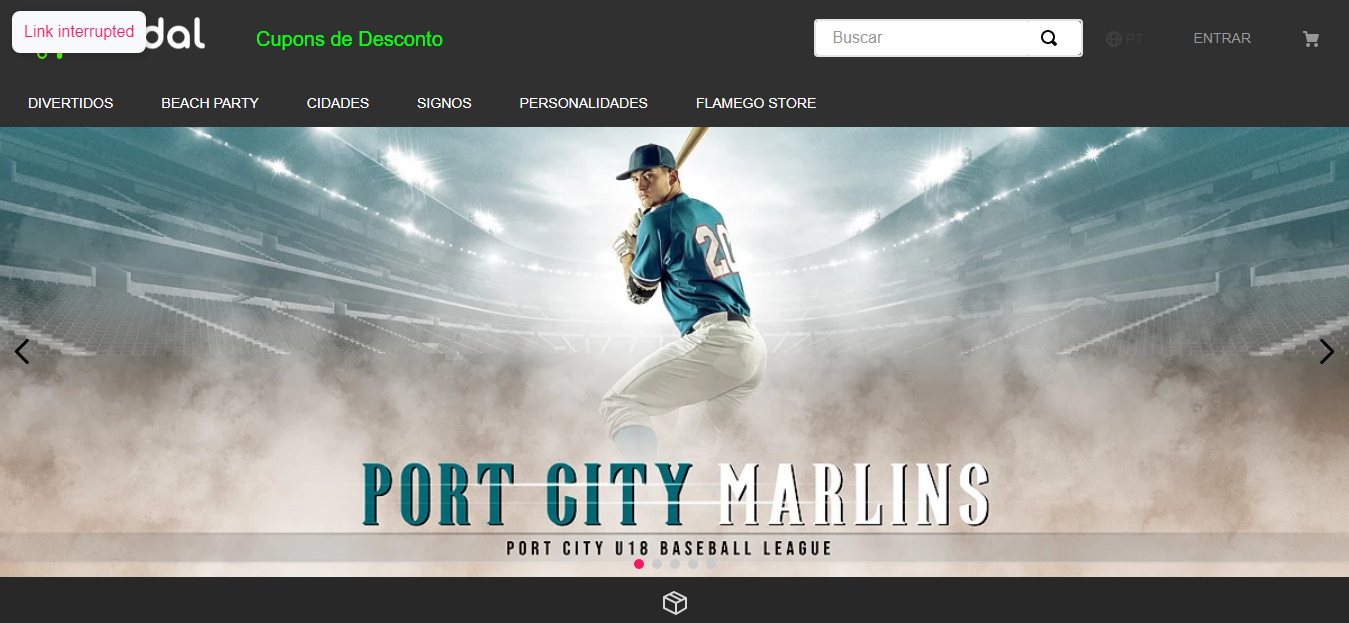 Link interrupted
Cupons de Desconto
Buscar
PT
ENTRAR
DIVERTIDOS
BEACH PARTY
CIDADES
SIGNOS
PERSONALIDADES
FLAMEGO STORE
20
PORT CITY MARLINS
PORT CITY U18 BASEBALL LEAGUE